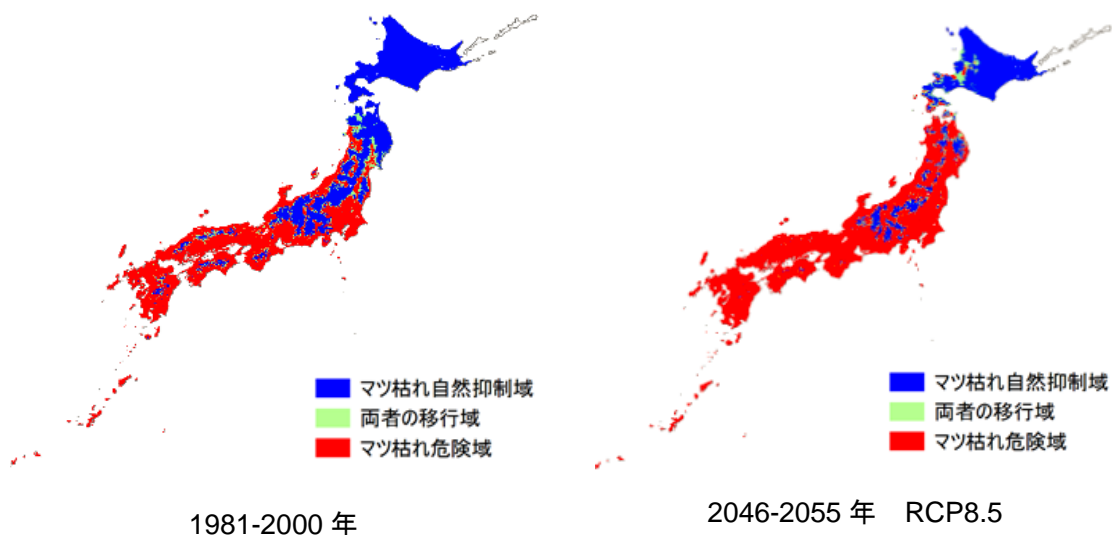 マツ枯れ自然抑制域
両者の移行域
マツ枯れ危険域
1981-2000 年
マツ枯れ自然抑制域
両者の移行域
マツ枯れ危険域
2046-2055 年　RCP8.5